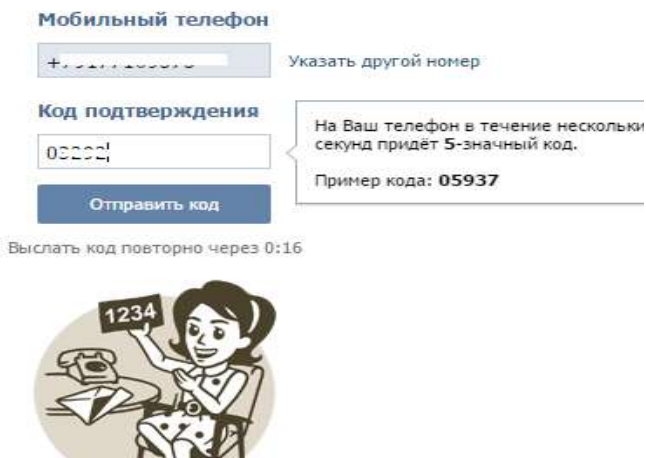 Мобильный телефон
Указать другой номер
Код подтверждения
На Ваш телефон в течение нескольки
секунд придёт 5-значный код.
Пример кода: 05937
Отправить код
Выслать код повторно через 0:16
1234